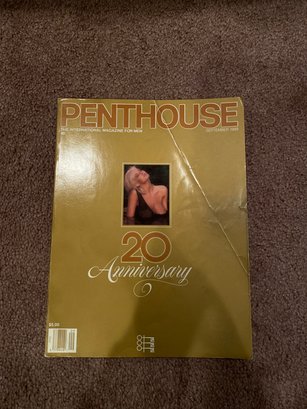 PENTHOUSE
THE INTERNATIONAL MAGAZINE FOR MEN
SEPTEMBER 1989
20
Anniversary
$5.00